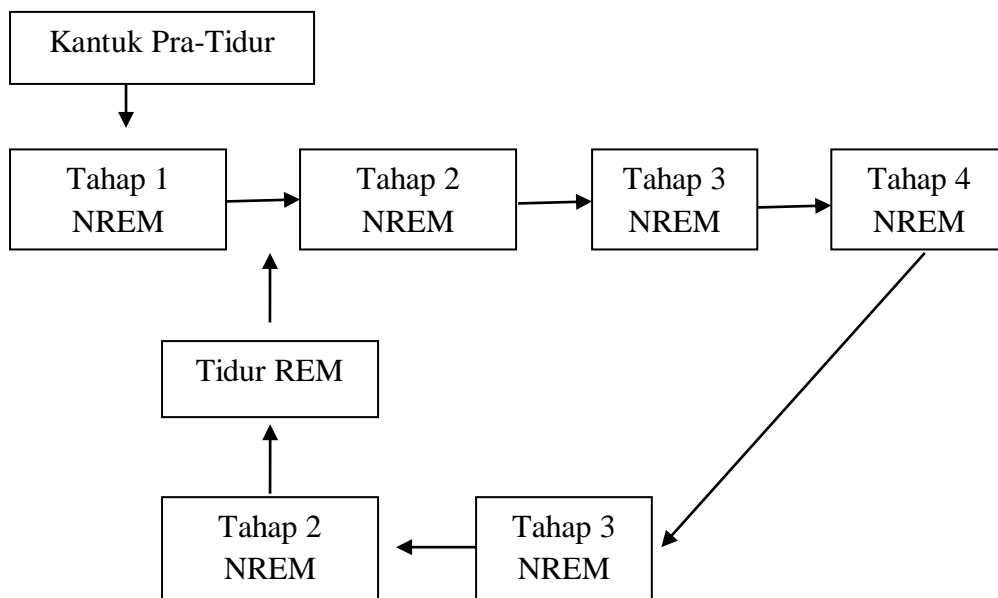 Kantuk Pra-Tidur
Tahap 1
NREM
Tahap 2
NREM
Tahap 3
NREM
Tahap 4
NREM
Tidur REM
Tahap 2
NREM
Tahap 3
NREM